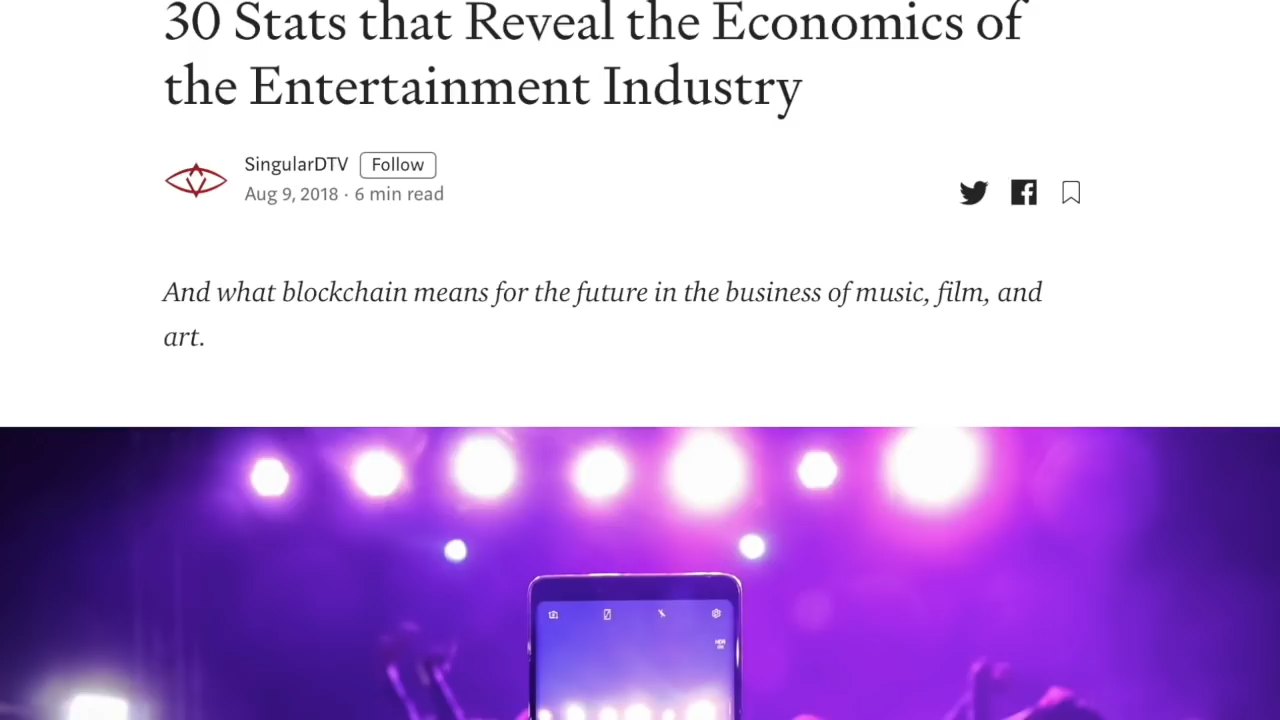 30 Stats that Reveal the Economics of
the Entertainment Industry
SingularDTV Follow
Aug 9, 2018 · 6 min read
And what blockchain means for the future in the business of music, film, and
art.